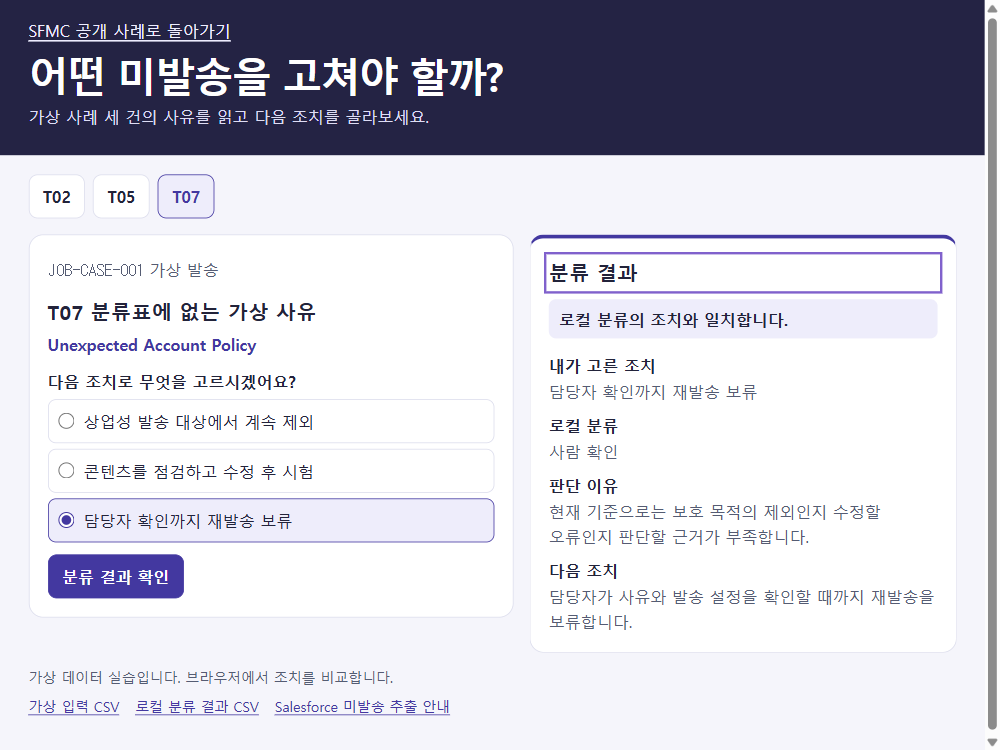 SFMC 공개 사례로 돌아가기
어떤 미발송을 고쳐야 할까?
가상 사례 세 건의 사유를 읽고 다음 조치를 골라보세요.
T02
T05
T07
JOB-CASE-001 가상 발송
T07 분류표에 없는 가상 사유
Unexpected Account Policy
다음 조치로 무엇을 고르시겠어요?
상업성 발송 대상에서 계속 제외
콘텐츠를 점검하고 수정 후 시험
담당자 확인까지 재발송 보류
분류 결과 확인
분류 결과
로컬 분류의 조치와 일치합니다.
내가 고른 조치
담당자 확인까지 재발송 보류
로컬 분류
사람 확인
판단 이유
현재 기준으로는 보호 목적의 제외인지 수정할
오류인지 판단할 근거가 부족합니다.
다음 조치
담당자가 사유와 발송 설정을 확인할 때까지 재발송을
보류합니다.
가상 데이터 실습입니다. 브라우저에서 조치를 비교합니다.
가상 입력 CSV
로컬 분류 결과 CSV
Salesforce 미발송 추출 안내